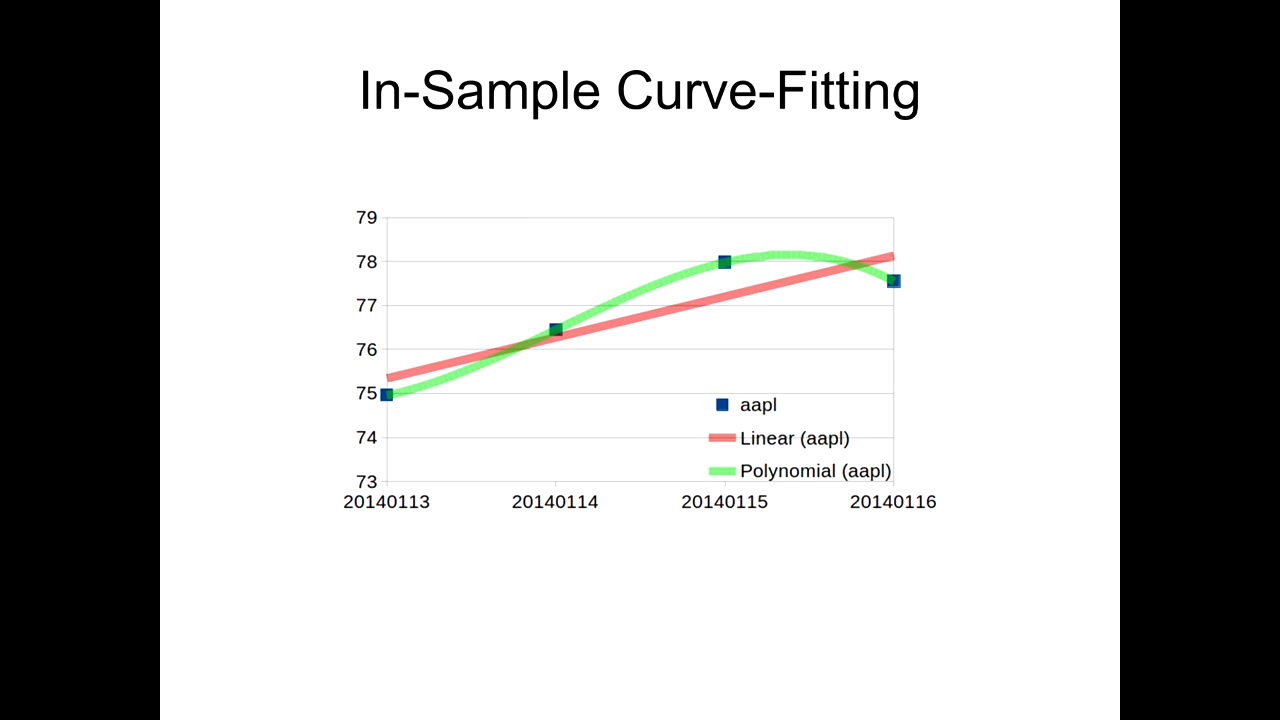 In-Sample Curve-Fitting
79
78
77
76
75
74
73
aapl
Linear (aapl)
Polynomial (aapl)
20140113 20140114 20140115 20140116